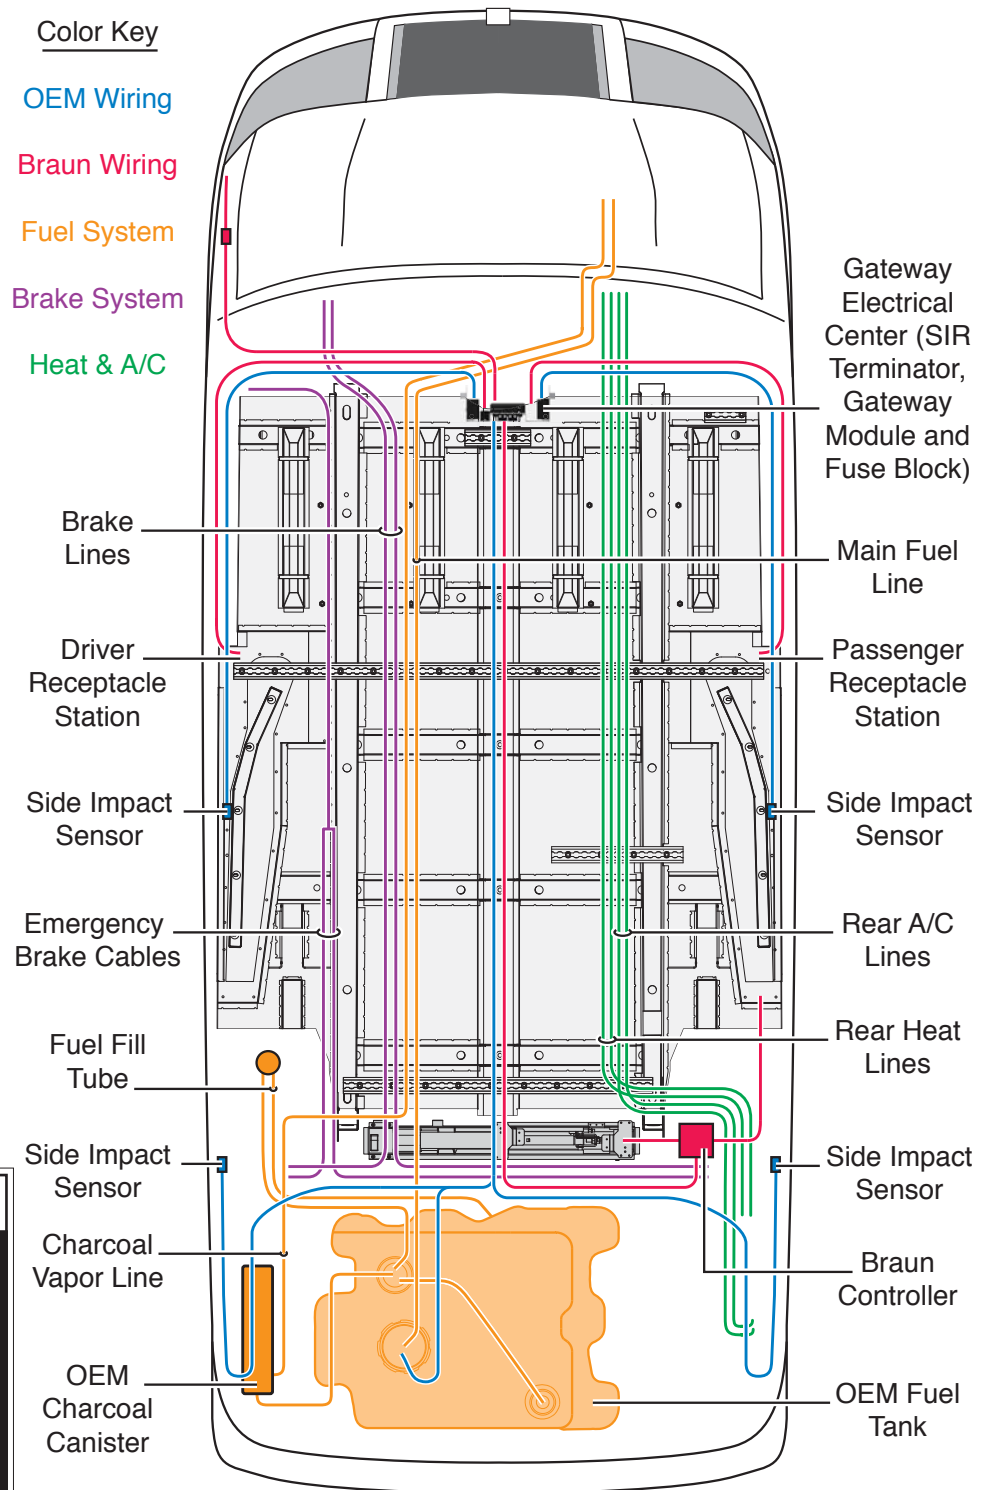 Color Key
OEM Wiring
Braun Wiring
Fuel System
Brake System
Heat & A/C
Gateway
Electrical
Center (SIR
Terminator,
Gateway
Module and
Fuse Block)
Brake
Lines
Main Fuel
Line
Driver
Receptacle
Station
Passenger
Receptacle
Station
Side Impact
Sensor
Side Impact
Sensor
Emergency
Brake Cables
Rear A/C
Lines
Fuel Fill
Tube
Rear Heat
Lines
Side Impact
Sensor
Side Impact
Sensor
Charcoal
Vapor Line
Braun
Controller
OEM
Charcoal
Canister
OEM Fuel
Tank